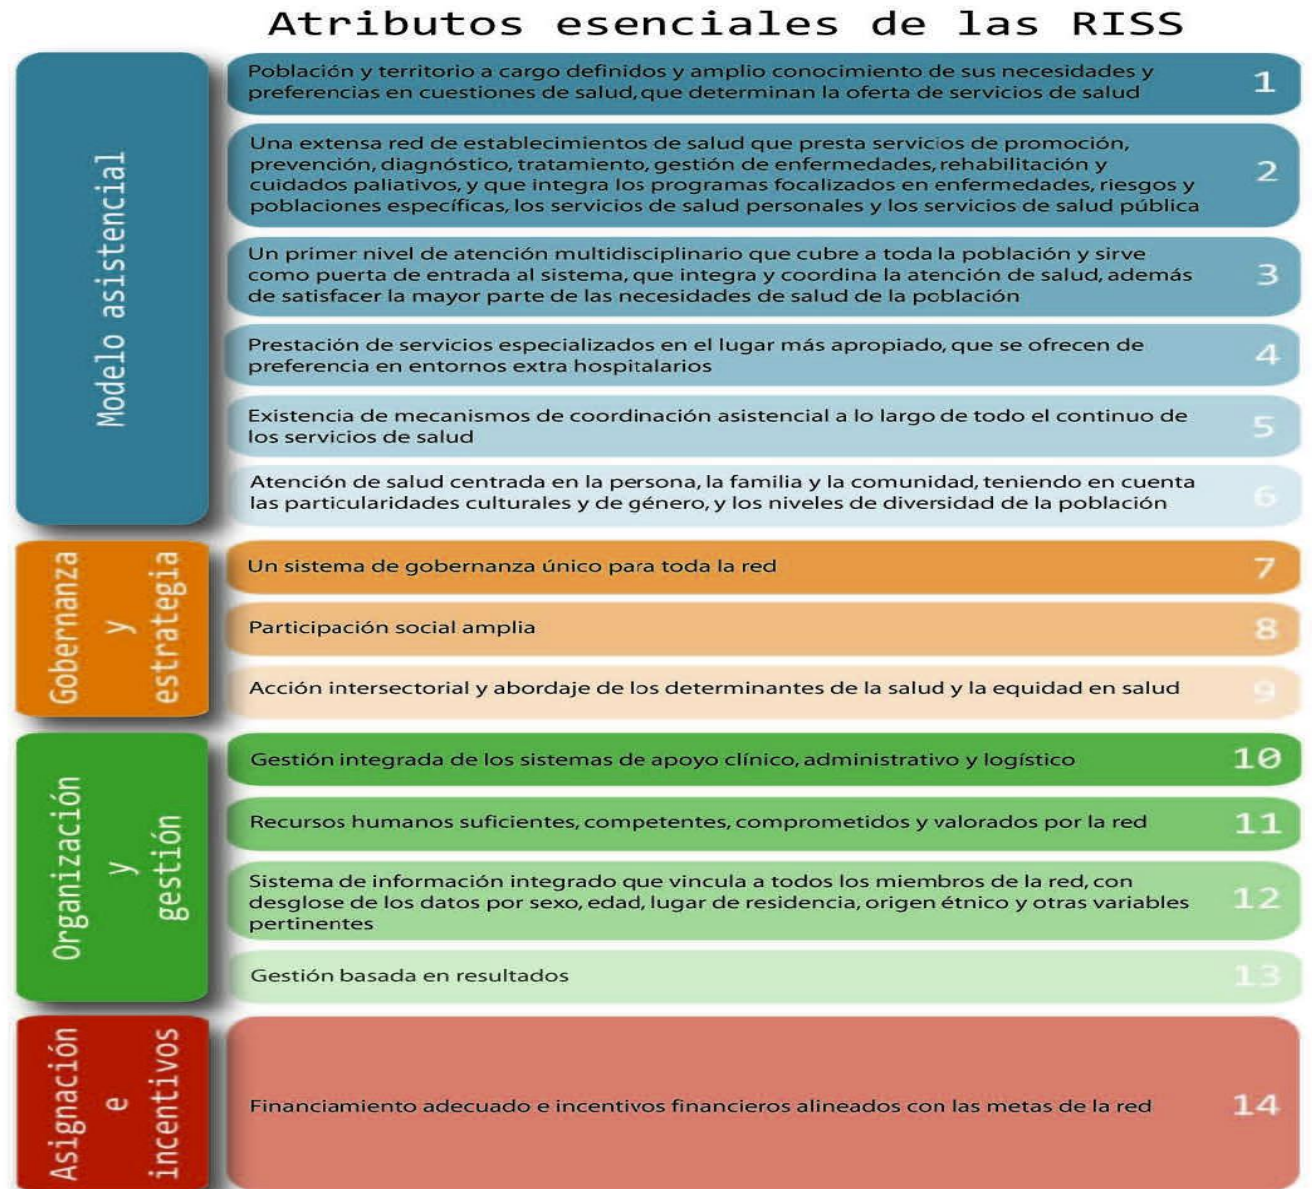 Atributos esenciales de las RISS
Modelo asistencial
Población y territorio a cargo definidos y amplio conocimiento de sus necesidades y
preferencias en cuestiones de salud, que determinan la oferta de servicios de salud
1
Una extensa red de establecimientos de salud que presta servicios de promoción,
prevención, diagnóstico, tratamiento, gestión de enfermedades, rehabilitación y
cuidados paliativos, y que integra los programas focalizados en enfermedades, riesgos y
poblaciones específicas, los servicios de salud personales y los servicios de salud pública
2
Un primer nivel de atención multidisciplinario que cubre a toda la población y sirve
como puerta de entrada al sistema, que integra y coordina la atención de salud, además
de satisfacer la mayor parte de las necesidades de salud de la población
3
Prestación de servicios especializados en el lugar más apropiado, que se ofrecen de
preferencia en entornos extra hospitalarios
4
Existencia de mecanismos de coordinación asistencial a lo largo de todo el continuo de
los servicios de salud
5
Atención de salud centrada en la persona, la familia y la comunidad, teniendo en cuenta
las particularidades culturales y de género, y los niveles de diversidad de la población
6
Gobernanza
y
estrategia
Un sistema de gobernanza único para toda la red
7
Participación social amplia
8
Acción intersectorial y abordaje de los determinantes de la salud y la equidad en salud
9
Organización
y
gestión
Gestión integrada de los sistemas de apoyo clínico, administrativo y logístico
10
Recursos humanos suficientes, competentes, comprometidos y valorados por la red
11
Sistema de información integrado que vincula a todos los miembros de la red, con
desglose de los datos por sexo, edad, lugar de residencia, origen étnico y otras variables
pertinentes
12
Gestión basada en resultados
13
Asignación
e
incentivos
Financiamiento adecuado e incentivos financieros alineados con las metas de la red
14